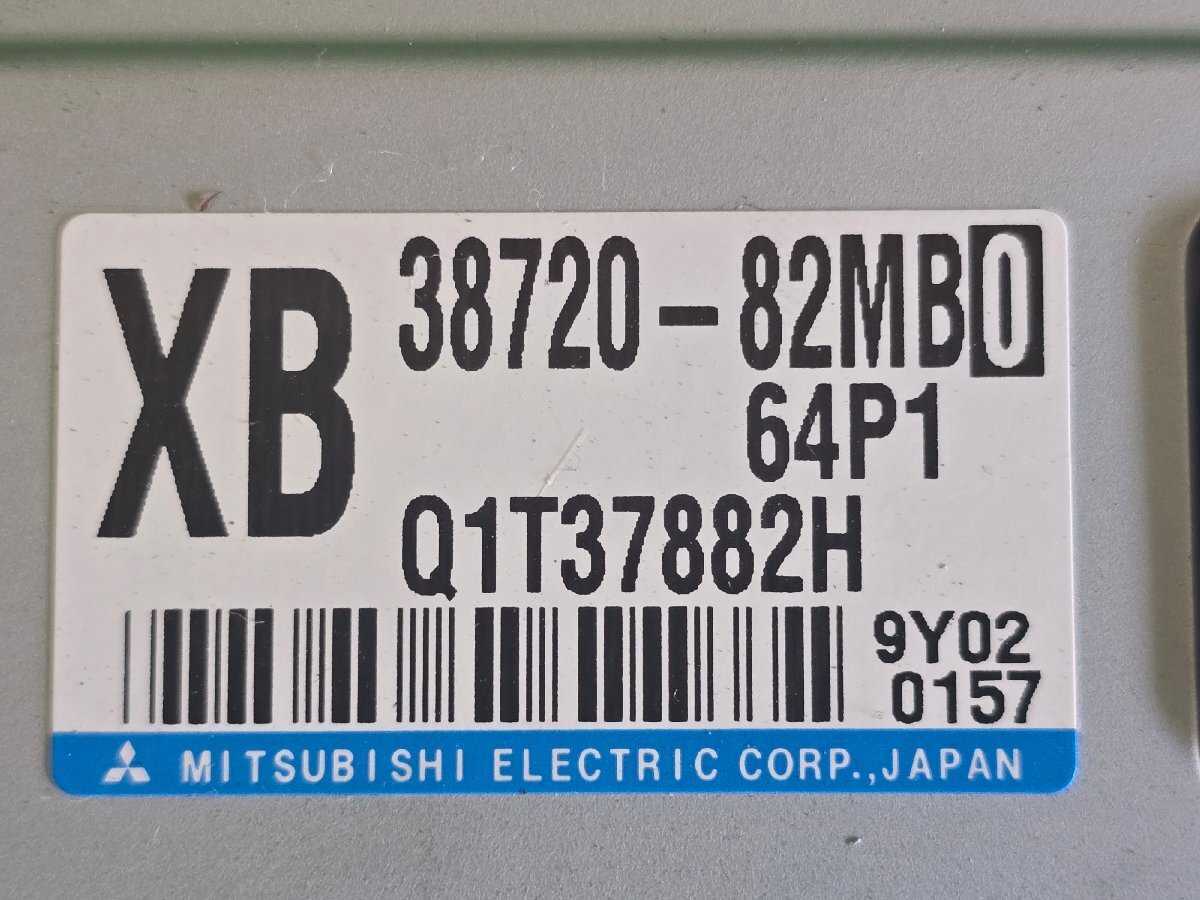 XB
38720-82MB0
64P1
Q1T37882H
9Y02
0157
MITSUBISHI ELECTRIC CORP.,JAPAN